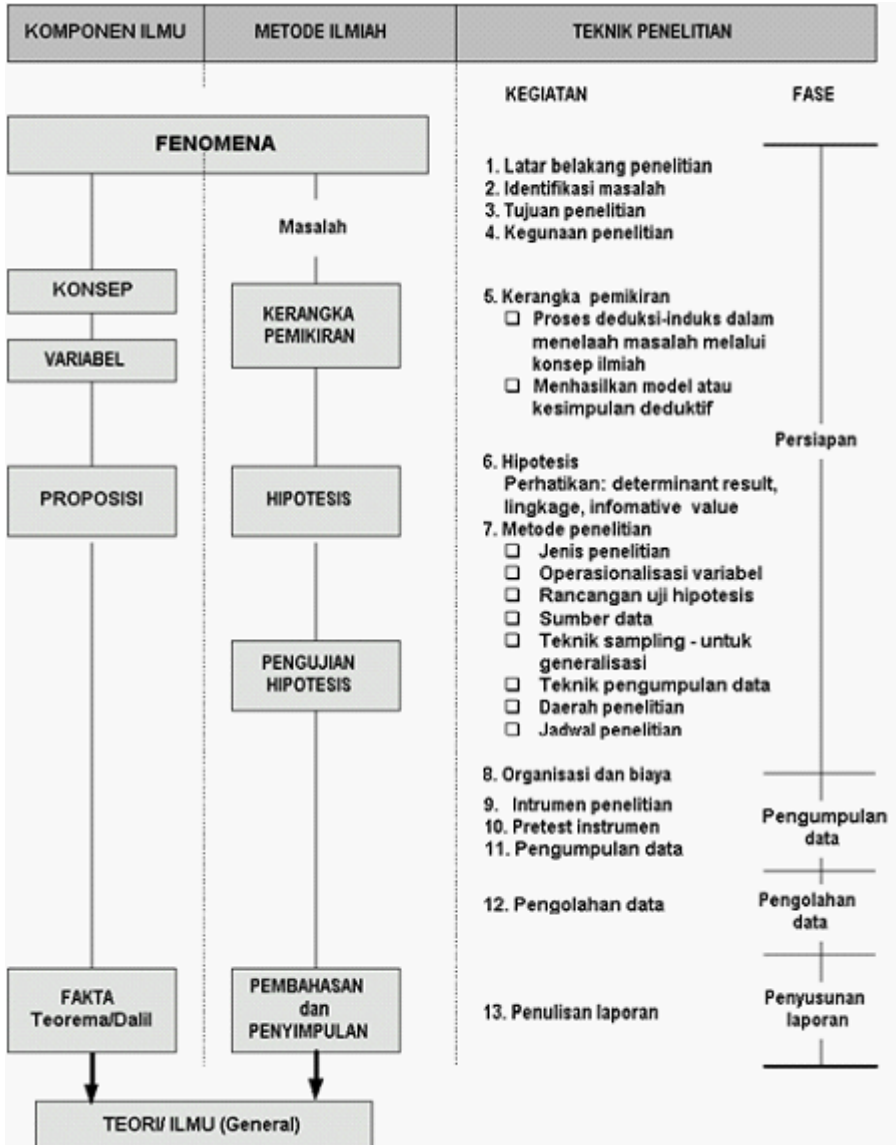 KOMPONEN ILMU
METODE ILMIAH
TEKNIK PENELITIAN
KEGIATAN
FASE
FENOMENA
Masalah
KONSEP
VARIABEL
PROPOSISI
FAKTA
Teorema/Dalil
KERANGKA
PEMIKIRAN
HIPOTESIS
PENGUJIAN
HIPOTESIS
PEMBAHASAN
dan
PENYIMPULAN
TEORI/ ILMU (General)
1. Latar belakang penelitian
2. Identifikasi masalah
3. Tujuan penelitian
4. Kegunaan penelitian
5. Kerangka pemikiran
❑ Proses deduksi-induks dalam
menelaah masalah melalui
konsep ilmiah
❑ Menhasilkan model atau
kesimpulan deduktif
6. Hipotesis
Perhatikan: determinant result,
lingkage, infomative value
7. Metode penelitian
❑ Jenis penelitian
❑ Operasionalisasi variabel
❑ Rancangan uji hipotesis
❑ Sumber data
❑ Teknik sampling - untuk
generalisasi
❑ Teknik pengumpulan data
❑ Daerah penelitian
❑ Jadwal penelitian
8. Organisasi dan biaya
9. Intrumen penelitian
10. Pretest instrumen
11. Pengumpulan data
12. Pengolahan data
13. Penulisan laporan
Persiapan
Pengumpulan
data
Pengolahan
data
Penyusunan
laporan